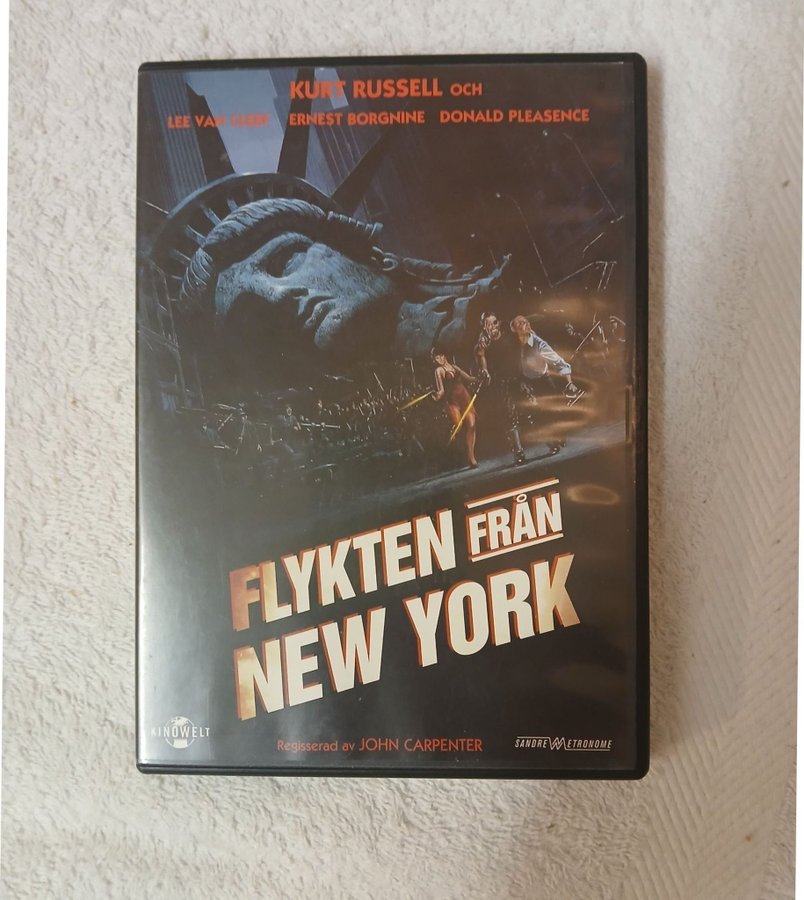 KURT RUSSELL OCH
LEE VAN CLEEF ERNEST BORGNINE DONALD PLEASENCE
FLYKTEN FRÅN
NEW YORK
KINOWELT
Regisserad av JOHN CARPENTER
SANDREW METRONOME